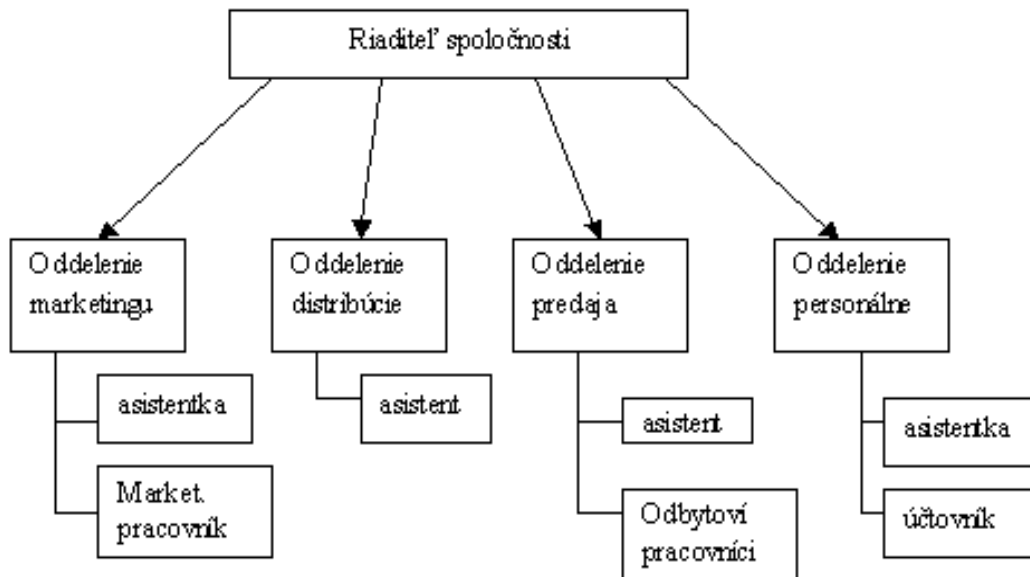 Riaditeľ spoločnosti
Oddelenie
marketingu
Oddelenie
distribúcie
Oddelenie
predaja
Oddelenie
personálne
asistentka
Market.
pracovník
asistent
asistent
Odbytoví
pracovníci
asistentka
účtovník